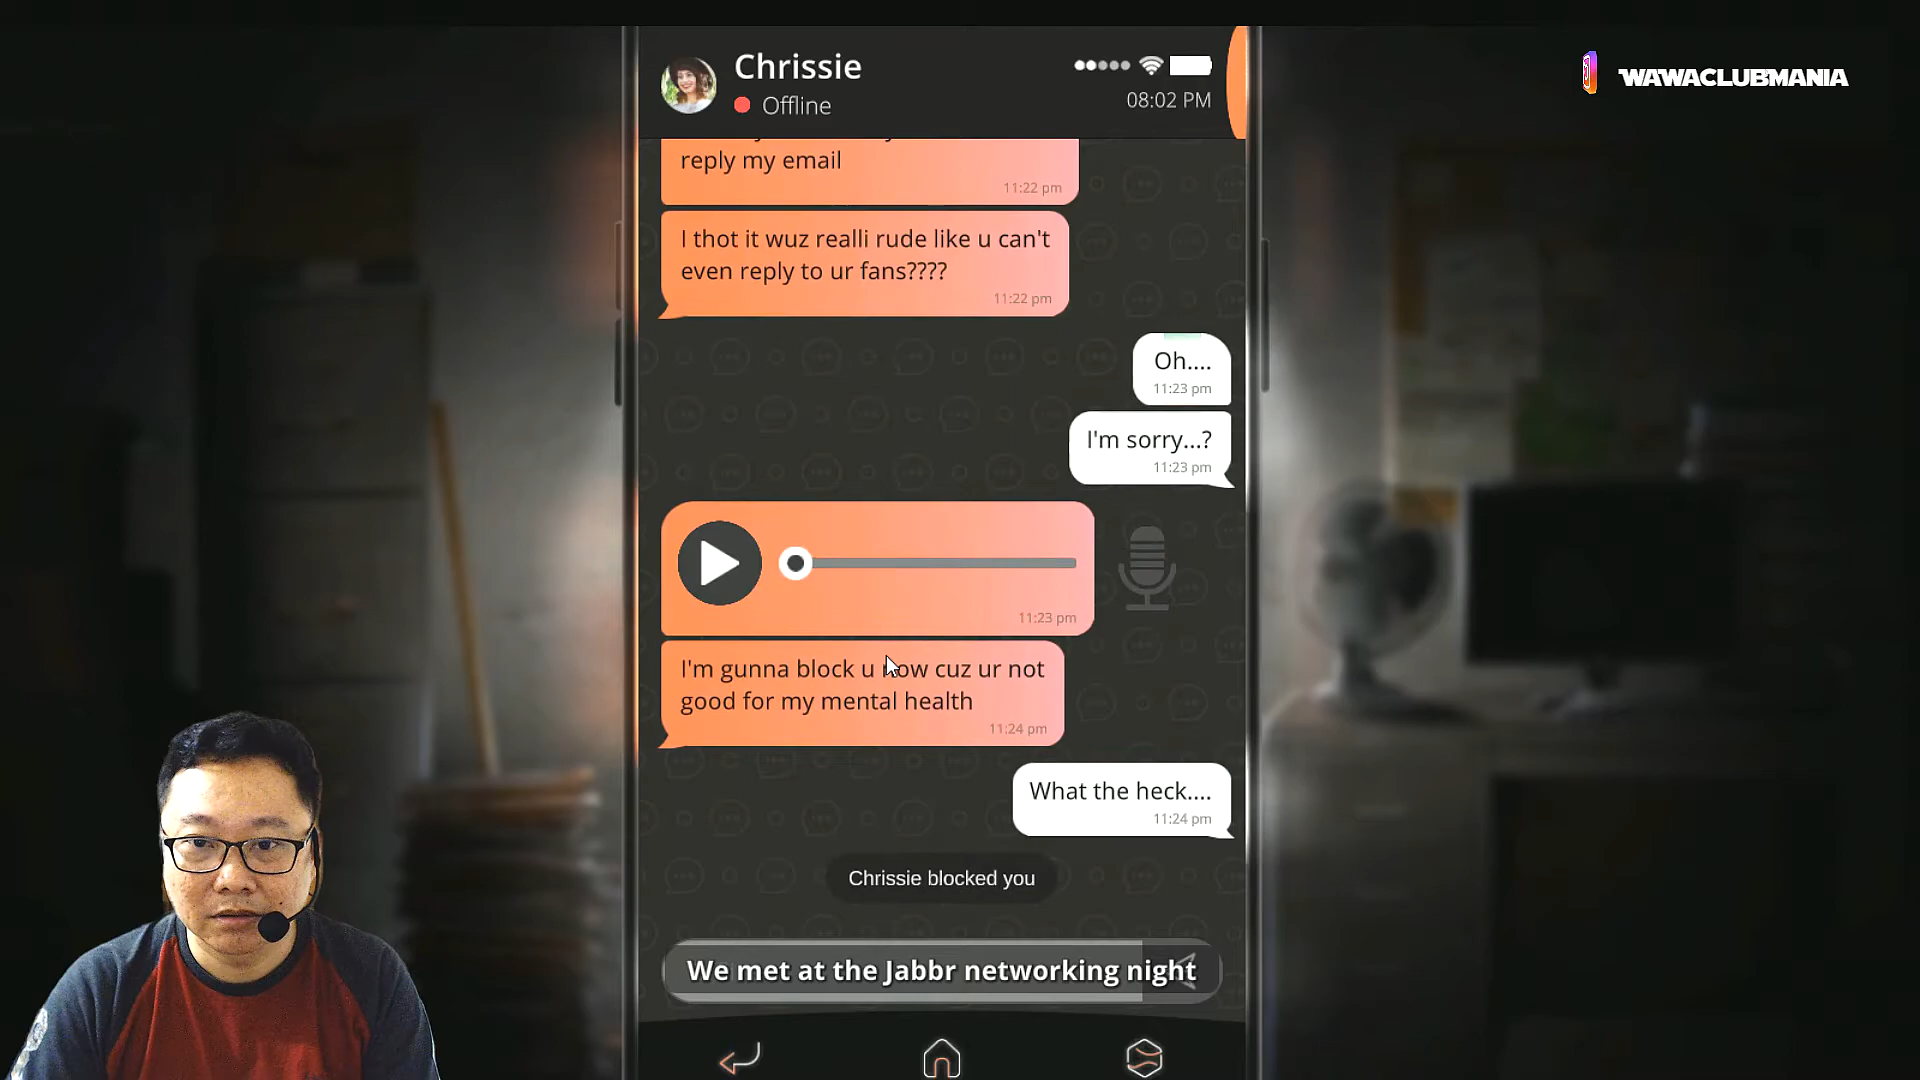 Chrissie
Offline
08:02 PM
WAWACLUBMANIA
reply my email
11:22 pm
I thot it wuz realli rude like u can't
even reply to ur fans????
11:22 pm
Oh....
11:23 pm
I'm sorry...?
11:23 pm
11:23 pm
I'm gunna block u now cuz ur not
good for my mental health
11:24 pm
What the heck....
11:24 pm
Chrissie blocked you
We met at the Jabbr networking night